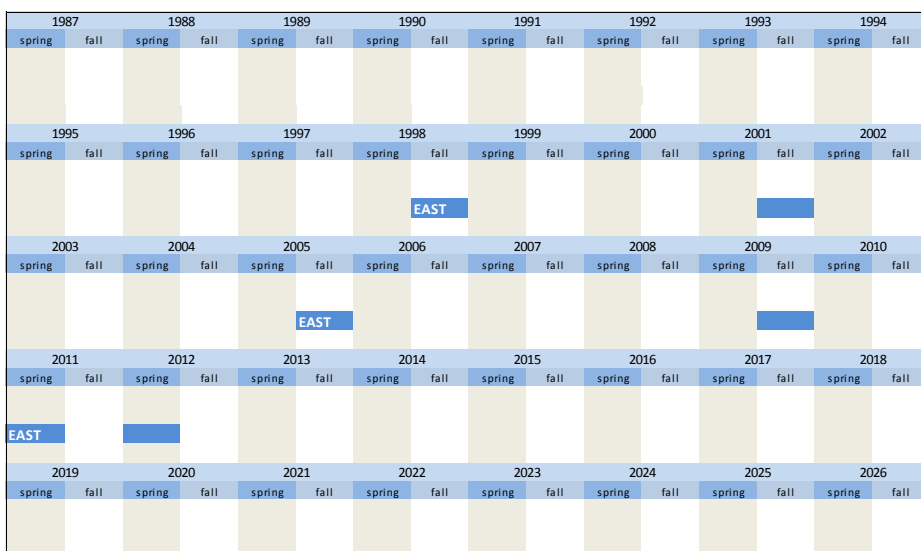 1987 1988 1989 1990 1991 1992 1993 1994
spring fall spring fall spring fall spring fall spring fall spring fall spring fall spring fall
1995 1996 1997 1998 1999 2000 2001 2002
spring fall spring fall spring fall spring fall spring fall spring fall spring fall spring fall
EAST
2003 2004 2005 2006 2007 2008 2009 2010
spring fall spring fall spring fall spring fall spring fall spring fall spring fall spring fall
EAST
2011 2012 2013 2014 2015 2016 2017 2018
spring fall spring fall spring fall spring fall spring fall spring fall spring fall spring fall
EAST
2019 2020 2021 2022 2023 2024 2025 2026
spring fall spring fall spring fall spring fall spring fall spring fall spring fall spring fall